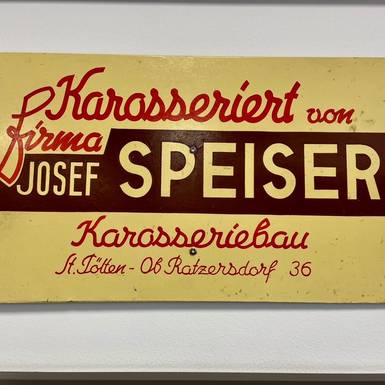 Karosseriert von
firma
JOSEF SPEISER
Karosseriebau
St. Pölten - Ob Ratzersdorf 36